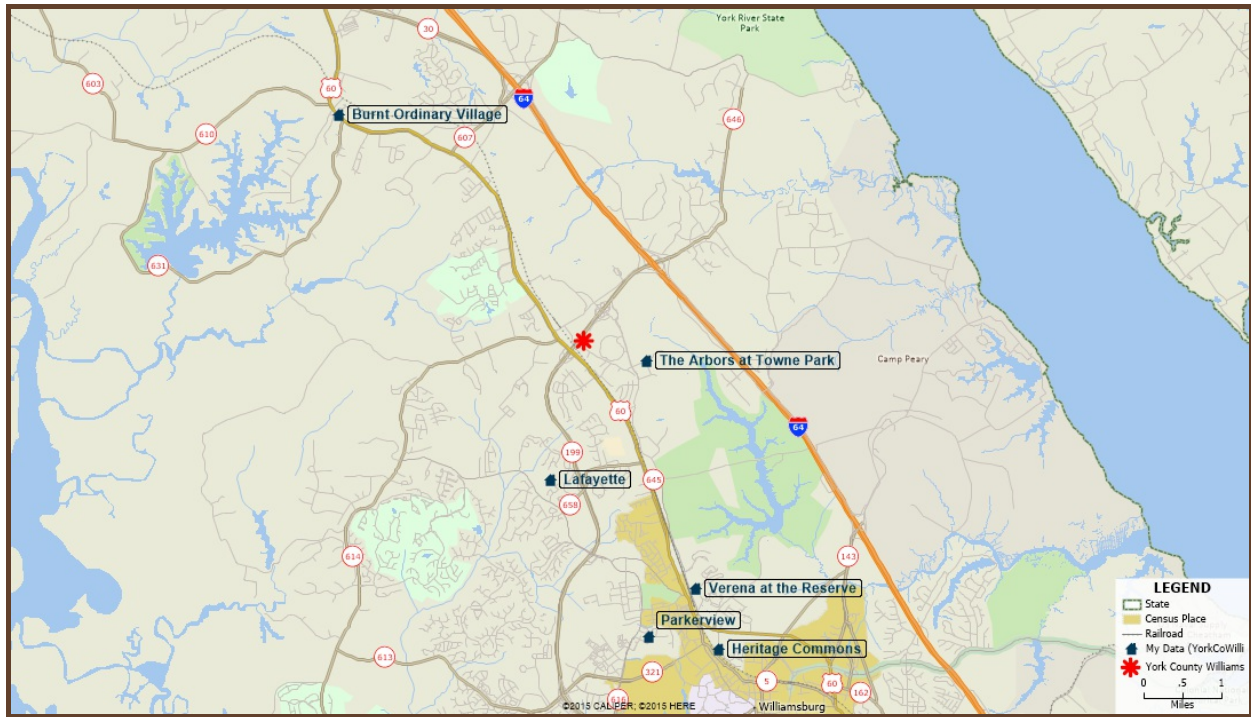 York River State
Park
30
603
60
64
Burnt Ordinary Village
646
610
607
631
The Arbors at Towne Park
Camp Peary
60
64
199
Lafayette
645
658
614
143
Verena at the Reserve
LEGEND
State
Census Place
Railroad
My Data (YorkCoWilli
York County Williams
0 .5 1
Miles
Parkerview
Heritage Commons
613
321
5
60
162
616
Williamsburg
©2015 CALIPER; ©2015 HERE